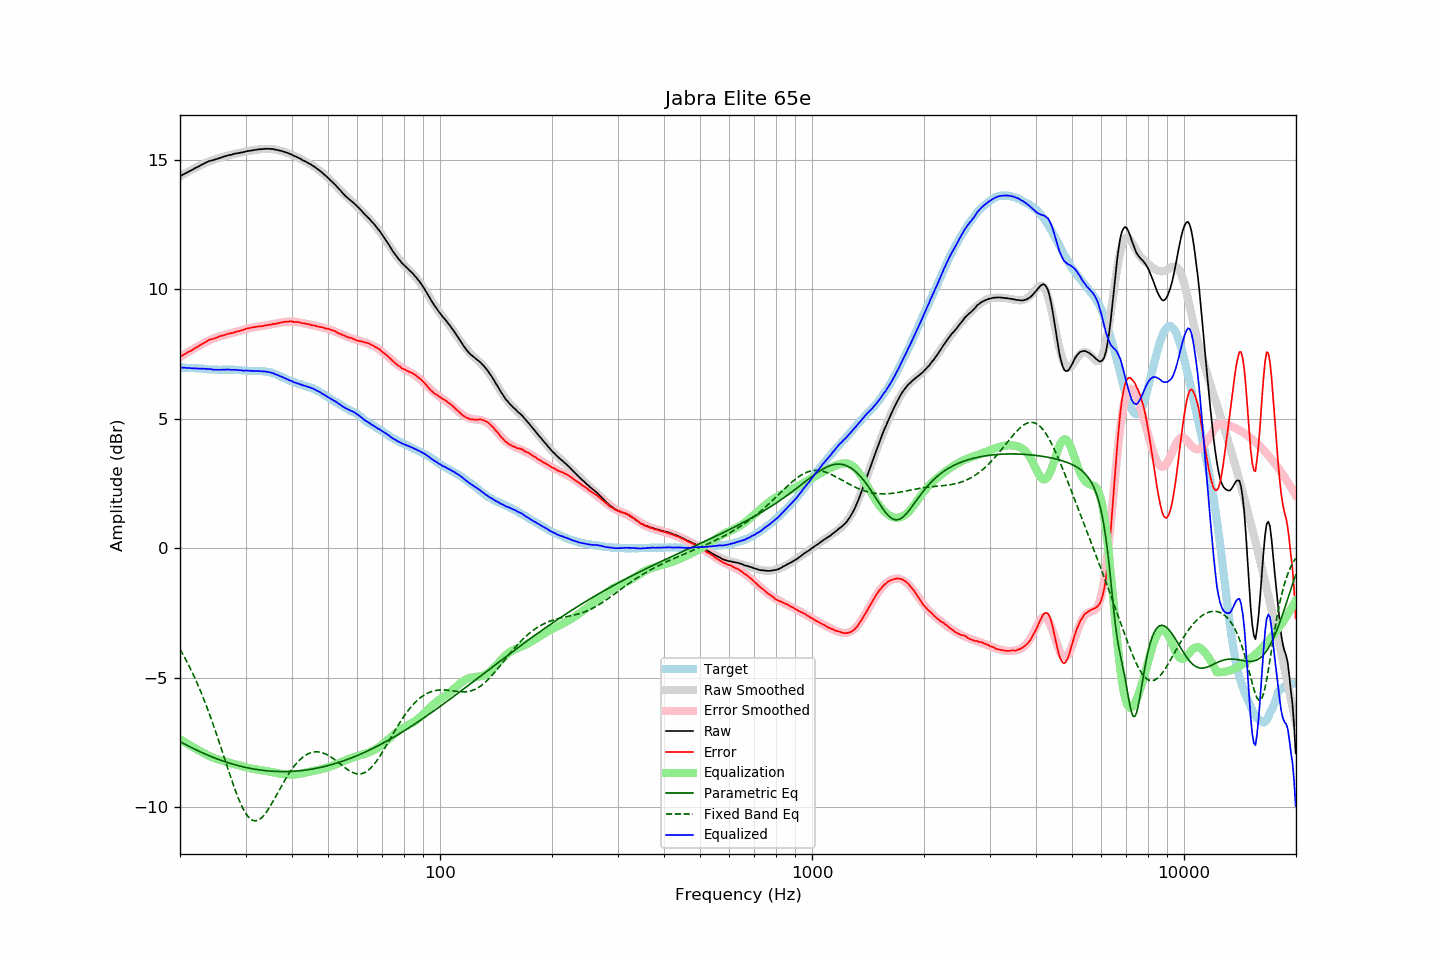 Jabra Elite 65e
Amplitude (dBr)
15
10
5
0
−5
−10
Target
Raw Smoothed
Error Smoothed
Raw
Error
Equalization
Parametric Eq
Fixed Band Eq
Equalized
100
1000
10000
Frequency (Hz)